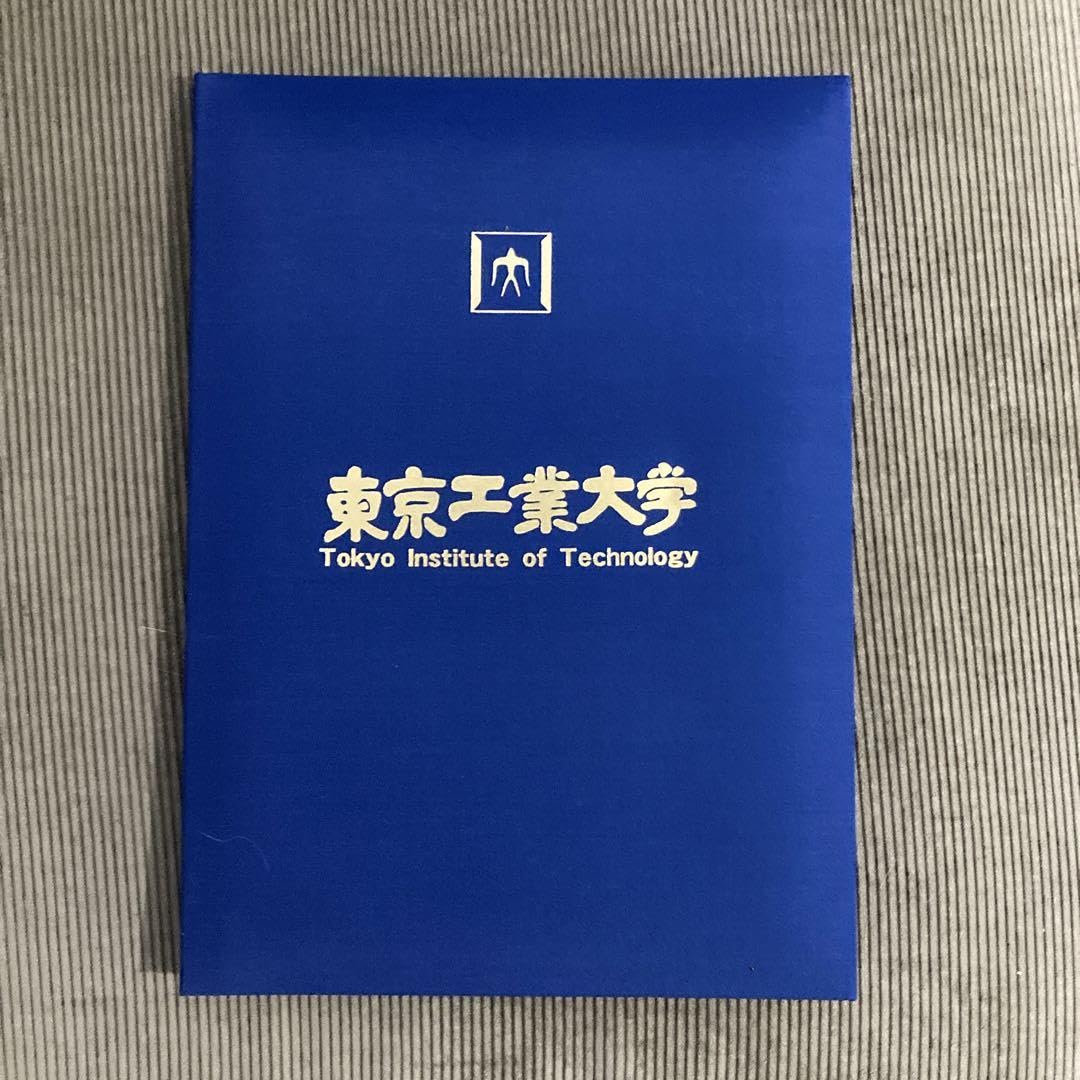 東京工業大学
Tokyo Institute of Technology